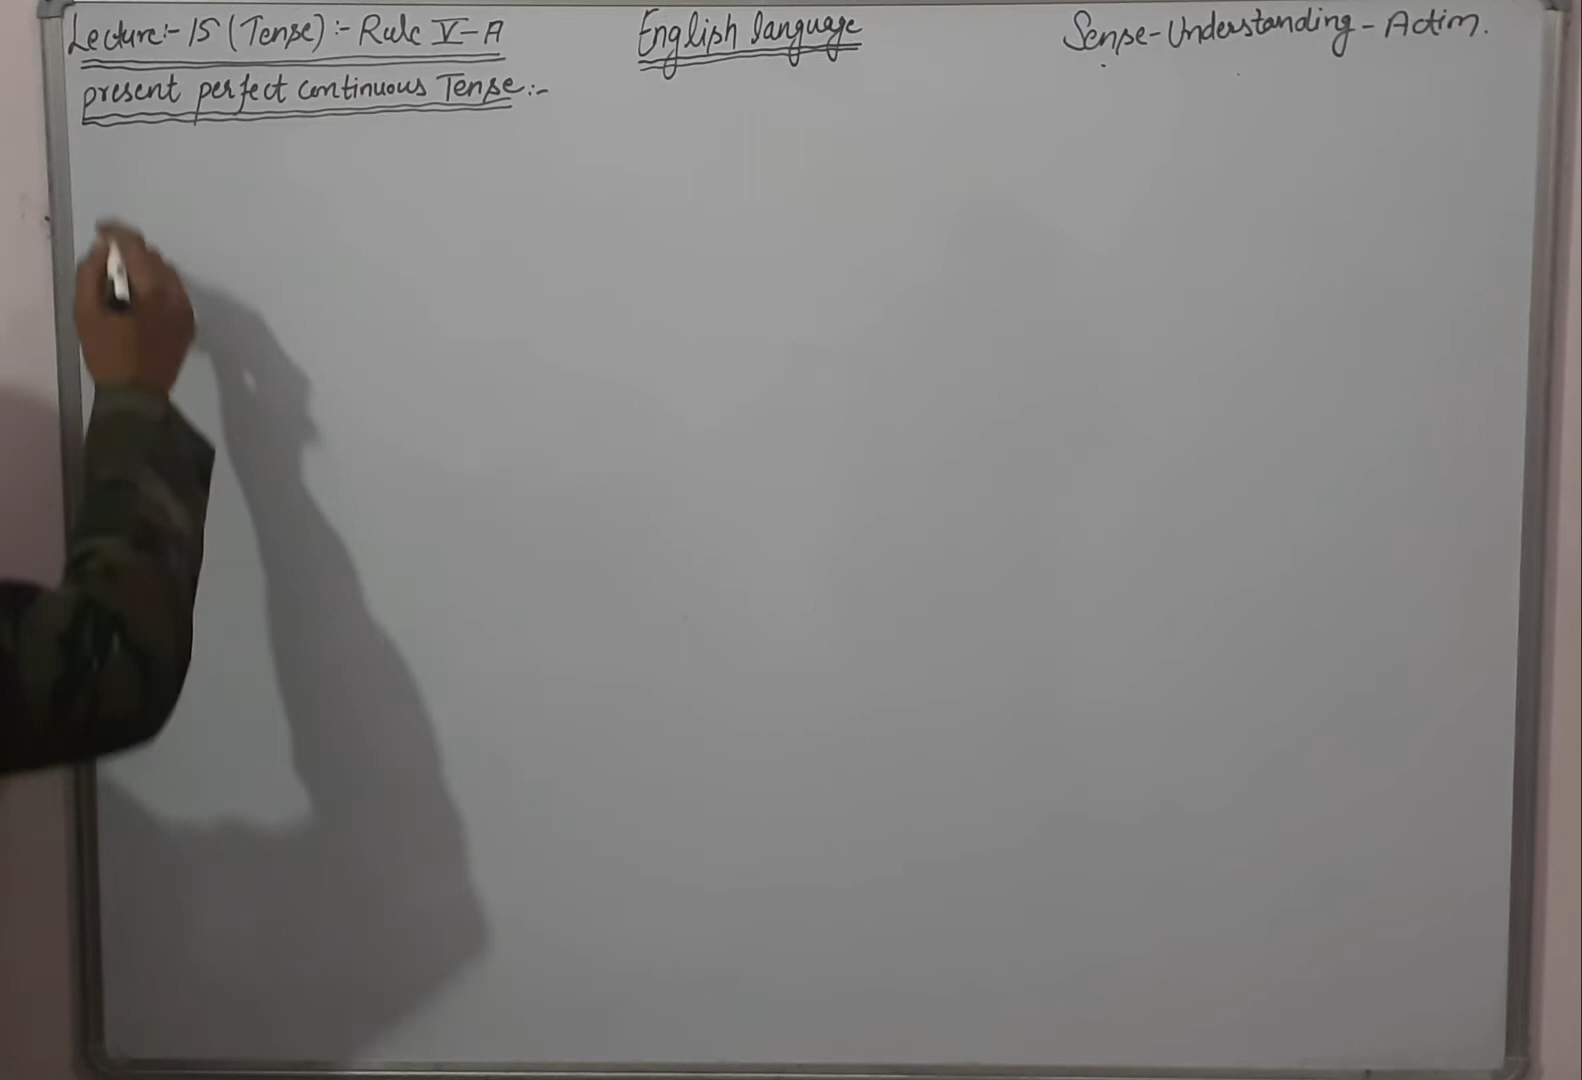 Lecture:- 15 (Tense) :- Rule V-A
English language
Sense-Understanding-Action.
present perfect continuous Tense:-